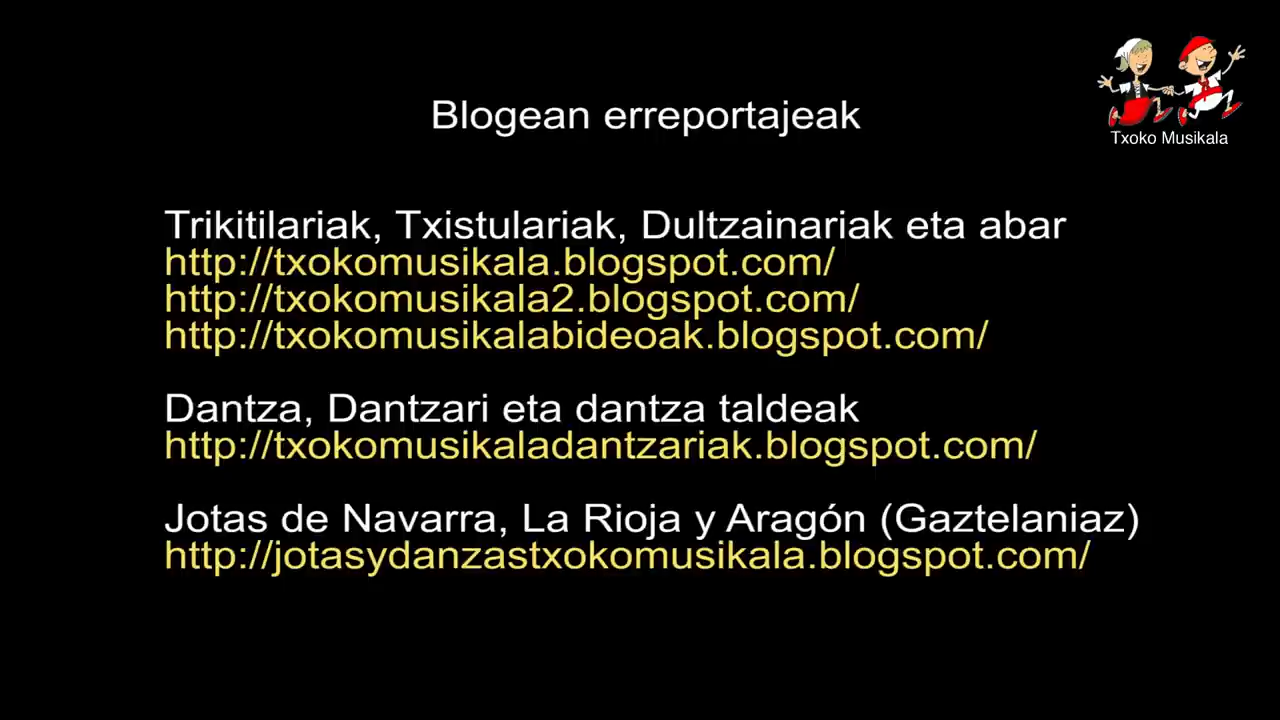 Blogean erreportajeak
Txoko Musikala
Trikitilariak, Txistulariak, Dultzainariak eta abar
http://txokomusikala.blogspot.com/
http://txokomusikala2.blogspot.com/
http://txokomusikalabideoak.blogspot.com/
Dantza, Dantzari eta dantza taldeak
http://txokomusikaladantzariak.blogspot.com/
Jotas de Navarra, La Rioja y Aragón (Gaztelaniaz)
http://jotasydanzastxokomusikala.blogspot.com/